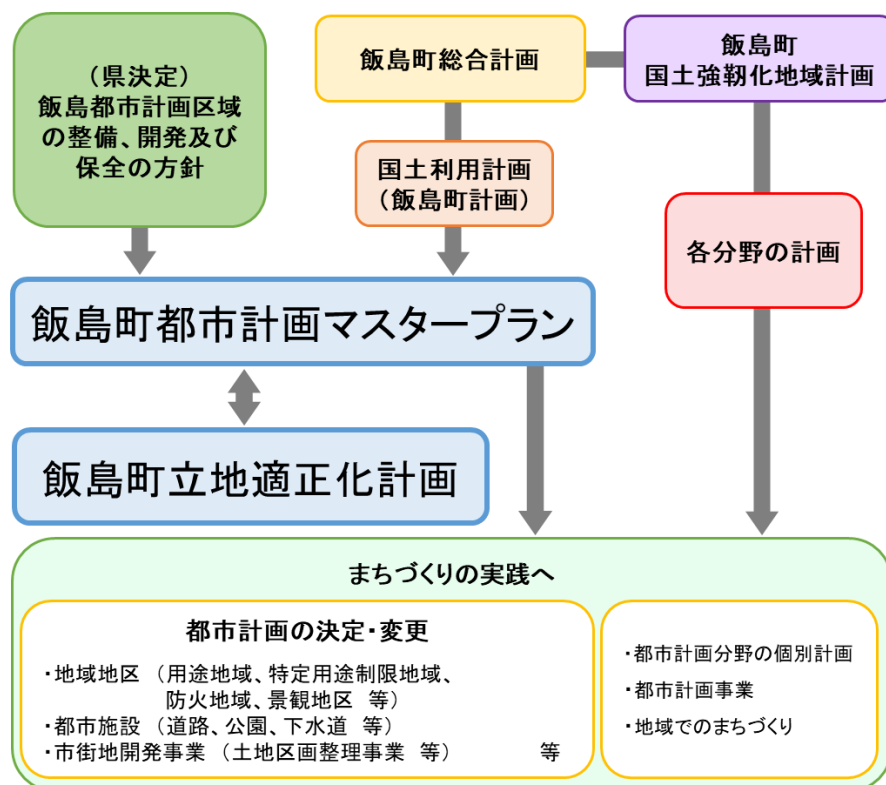 (県決定)
飯島都市計画区域
の整備、開発及び
保全の方針
飯島町総合計画
飯島町
国土強靭化地域計画
国土利用計画
(飯島町計画)
各分野の計画
飯島町都市計画マスタープラン
飯島町立地適正化計画
まちづくりの実践へ
都市計画の決定・変更
・地域地区 (用途地域、特定用途制限地域、
防火地域、景観地区 等)
・都市施設 (道路、公園、下水道 等)
・市街地開発事業 (土地区画整理事業 等) 等
・都市計画分野の個別計画
・都市計画事業
・地域でのまちづくり